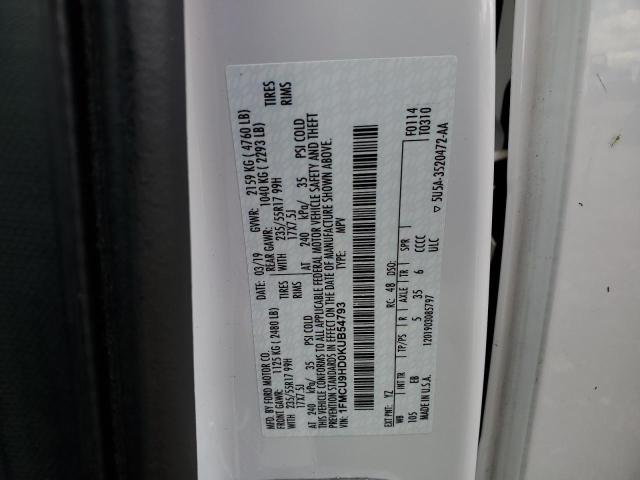 MFD. BY FORD MOTOR CO. 03/19 GVWR: 2159 KG ( 4760 LB)
FRONT GAWR: 1125 KG ( 2480 LB) REAR GAWR: 1040 KG ( 2293 LB)
WITH 235/55R17 99H TIRES WITH 235/55R17 99H TIRES
17X7.5J RIMS 17X7.5J RIMS
AT 240 kPa/ 35 PSI COLD AT 240 kPa/ 35 PSI COLD
THIS VEHICLE CONFORMS TO ALL APPLICABLE FEDERAL MOTOR VEHICLE SAFETY AND THEFT
PREVENTION STANDARDS IN EFFECT ON THE DATE OF MANUFACTURE SHOWN ABOVE.
VIN: 1FMCU9HD0KUB54793 TYPE: MPV
F0114
T0310
EXT PNT: YZ RC: 48 DSO:
WB INT TR TP/PS R AXLE TR SPR
105 EB 5 35 6 CCCC
ULC
MADE IN U.S.A. 1201903085797
▽ 5U5A-3520472-AA